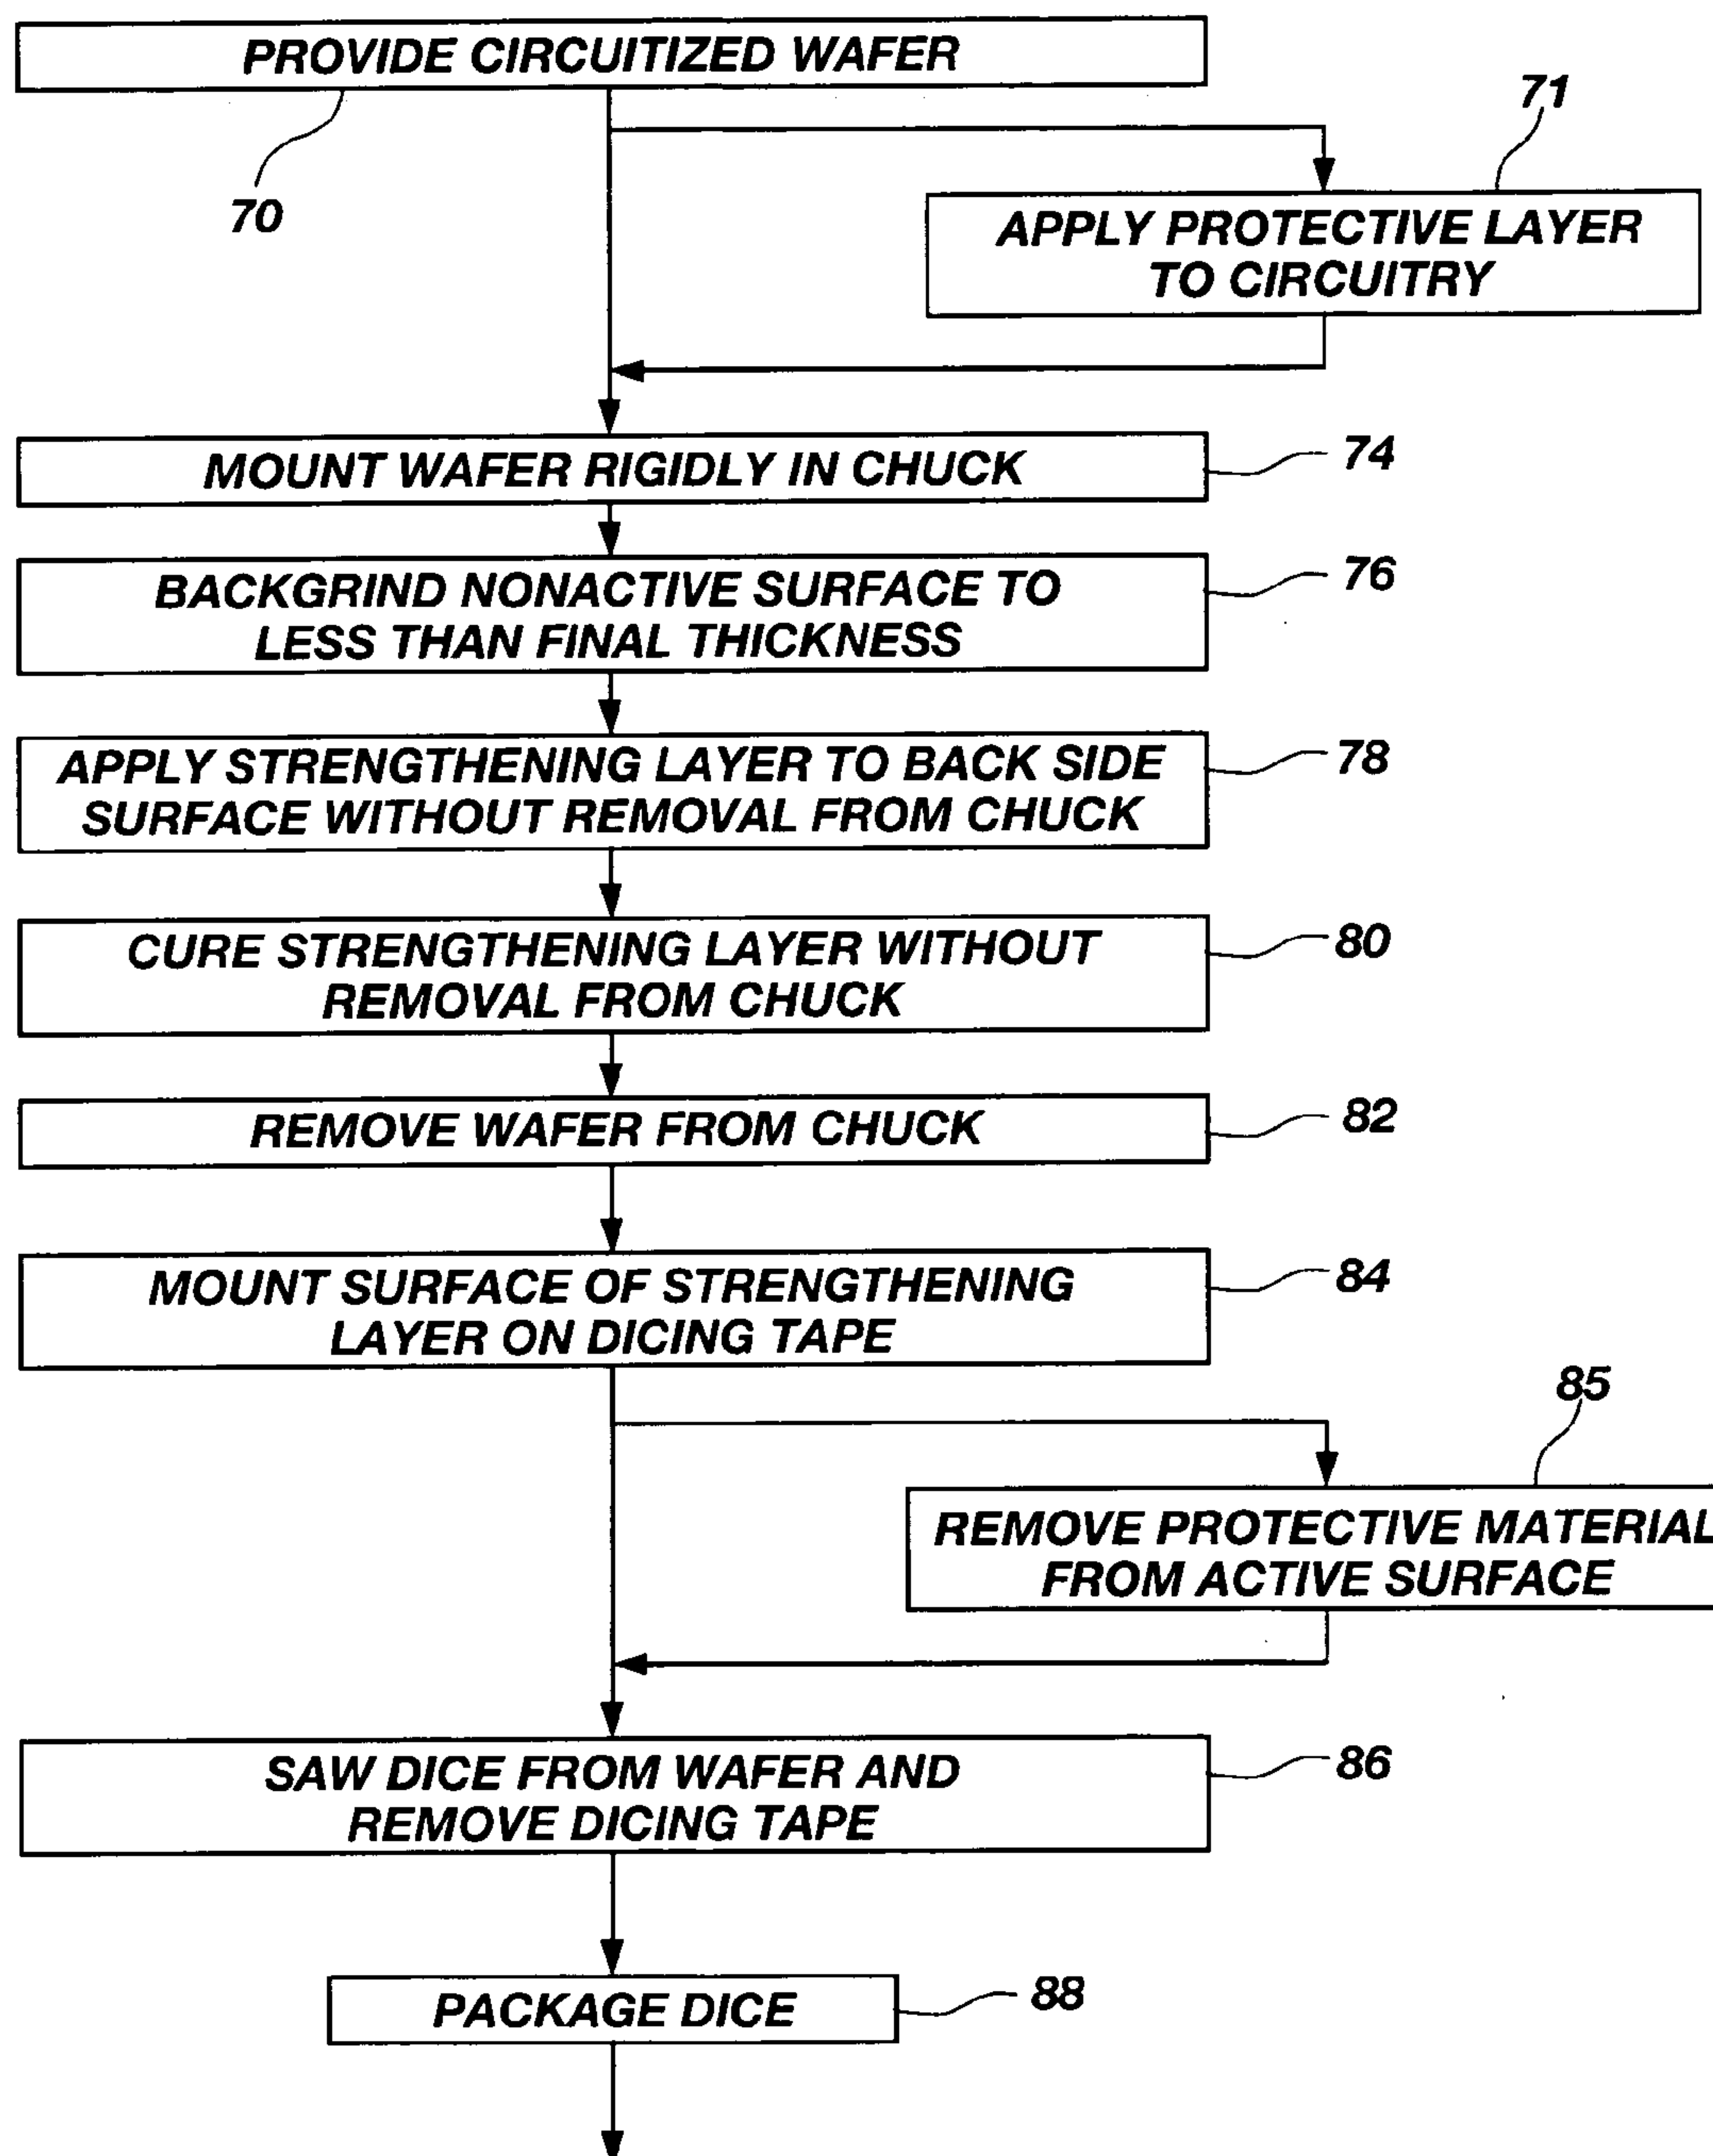 PROVIDE CIRCUITIZED WAFER
70
71
APPLY PROTECTIVE LAYER
TO CIRCUITRY
MOUNT WAFER RIGIDLY IN CHUCK
74
BACKGRIND NONACTIVE SURFACE TO
LESS THAN FINAL THICKNESS
76
APPLY STRENGTHENING LAYER TO BACK SIDE
SURFACE WITHOUT REMOVAL FROM CHUCK
78
CURE STRENGTHENING LAYER WITHOUT
REMOVAL FROM CHUCK
80
REMOVE WAFER FROM CHUCK
82
MOUNT SURFACE OF STRENGTHENING
LAYER ON DICING TAPE
84
85
REMOVE PROTECTIVE MATERIAL
FROM ACTIVE SURFACE
SAW DICE FROM WAFER AND
REMOVE DICING TAPE
86
PACKAGE DICE
88